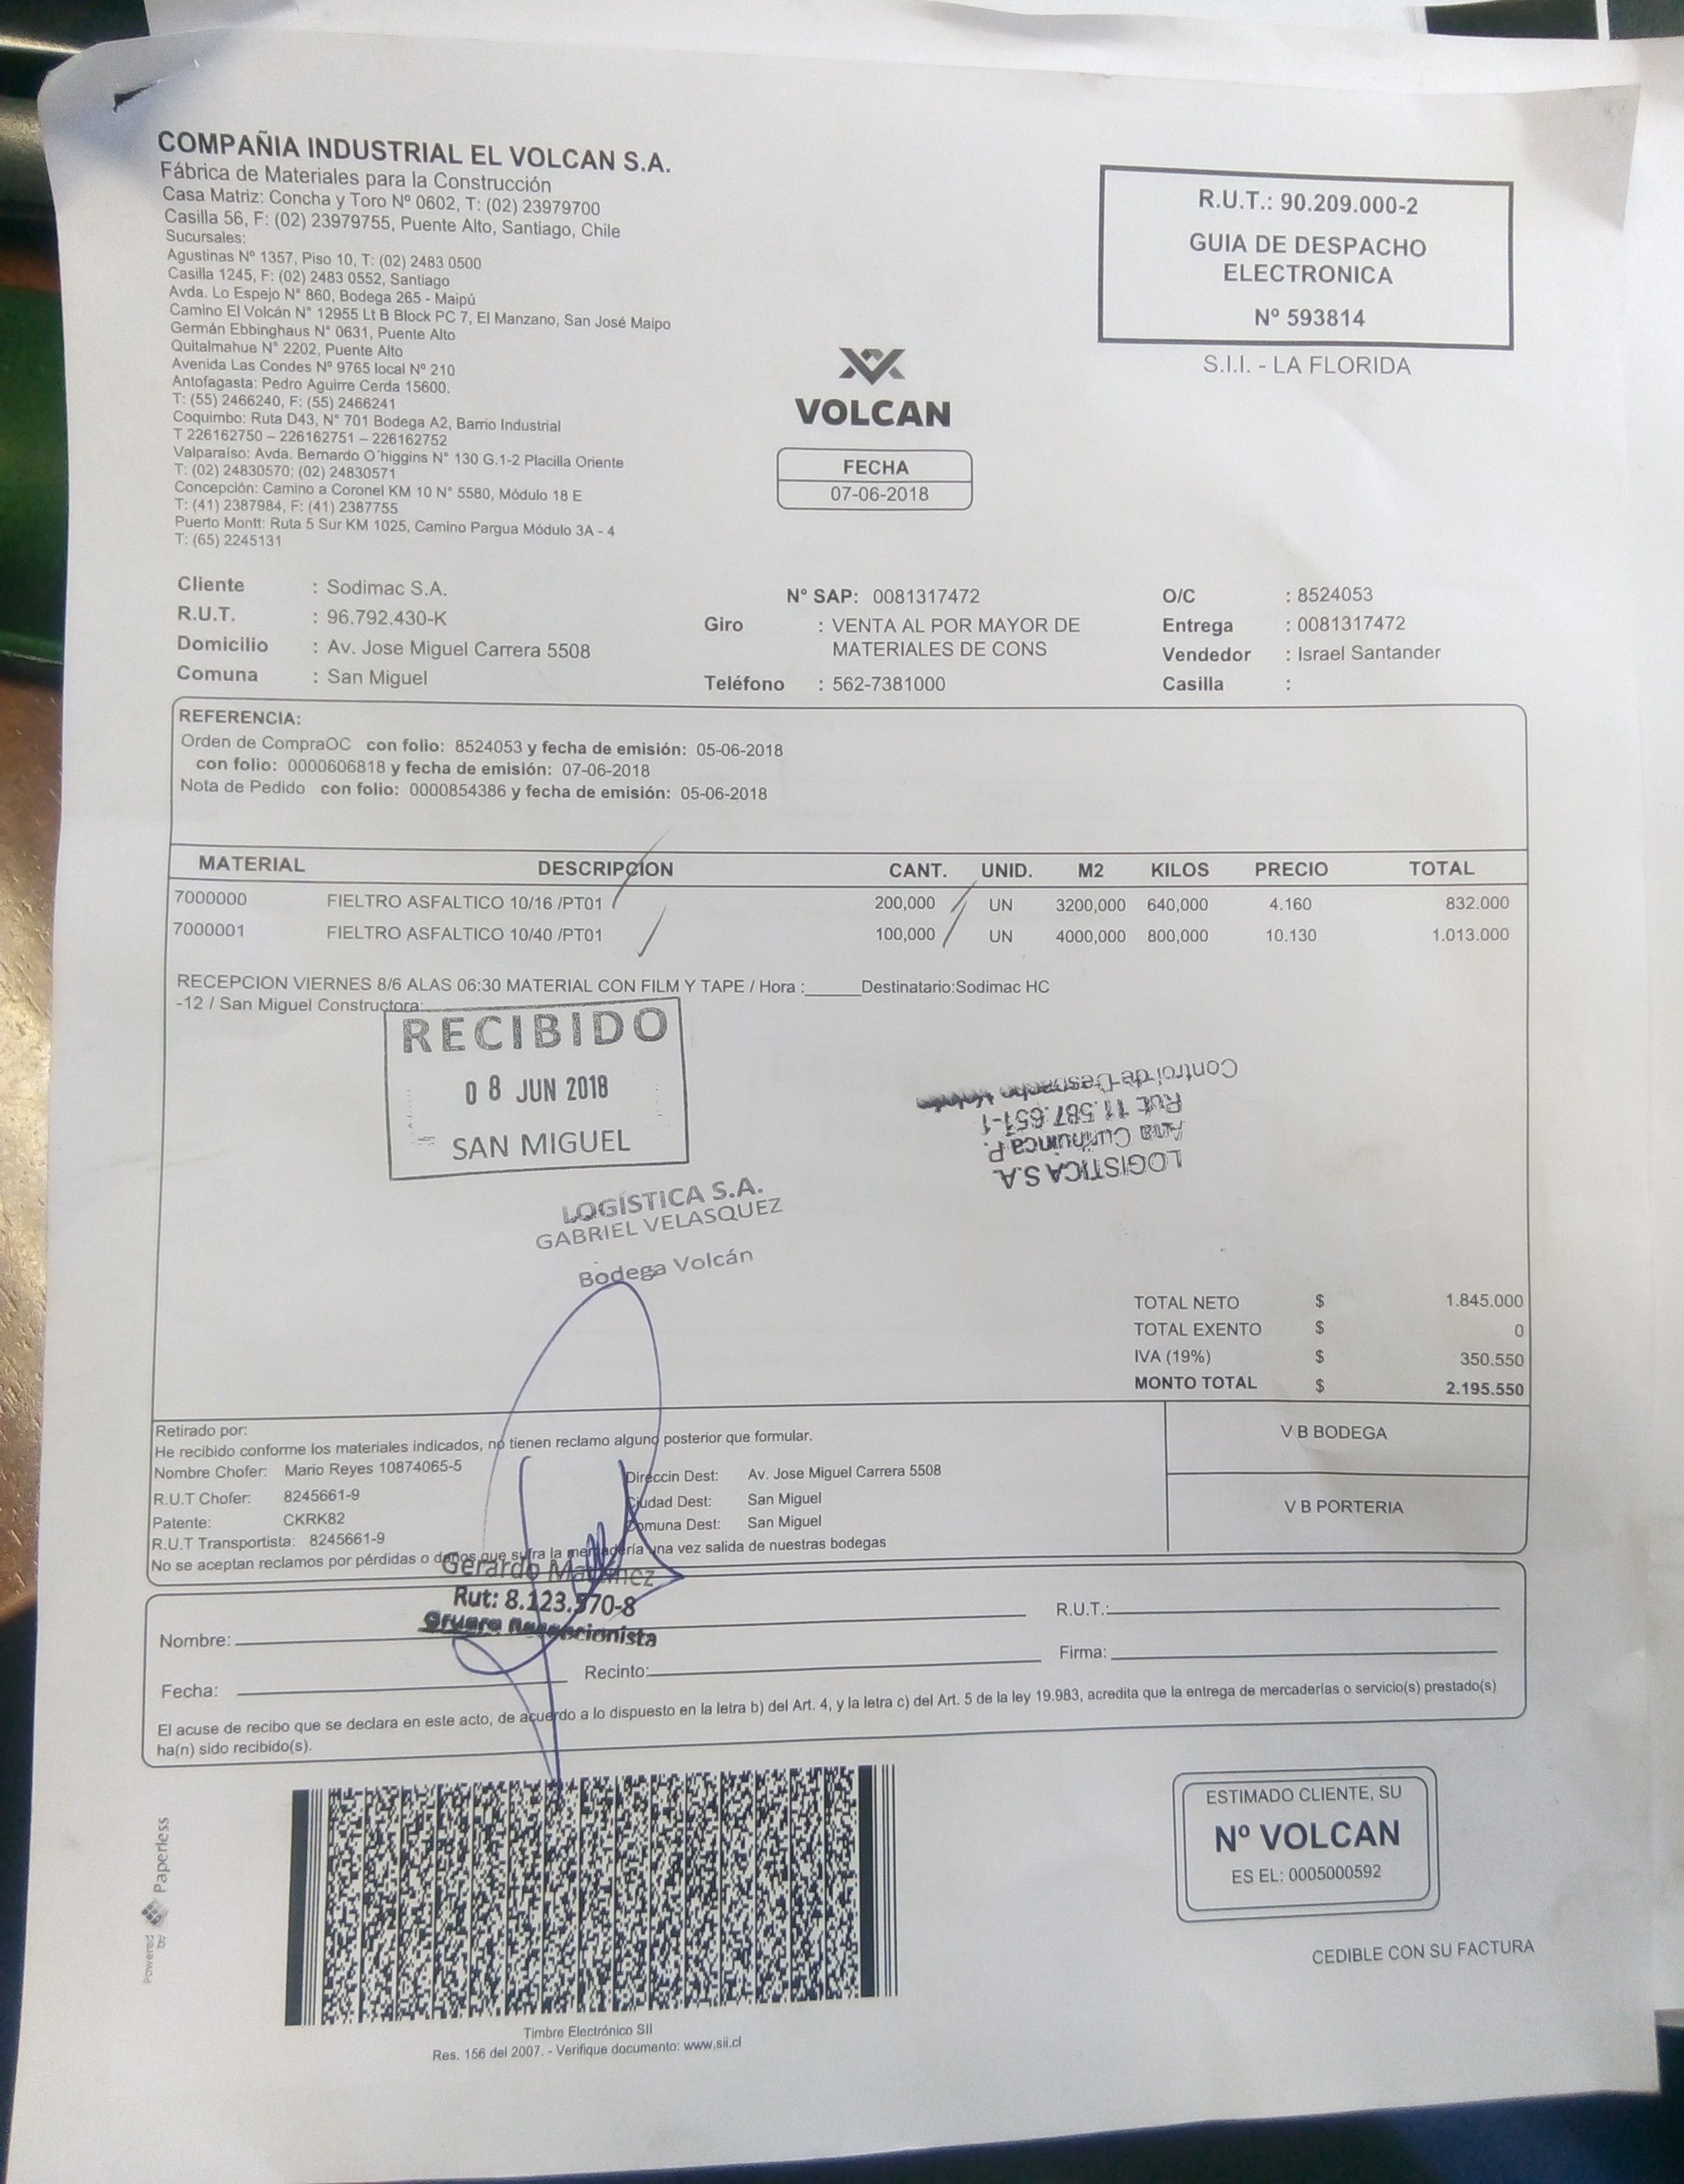 COMPAÑIA INDUSTRIAL EL VOLCAN S.A.
Fábrica de Materiales para la Construcción
Casa Matriz: Concha y Toro Nº 0602, T: (02) 23979700
Casilla 56, F: (02) 23979755, Puente Alto, Santiago, Chile
Sucursales:
Agustinas Nº 1357, Piso 10, T: (02) 2483 0500
Casilla 1245, F: (02) 2483 0552, Santiago
Avda. Lo Espejo N° 860, Bodega 265 - Maipú
Camino El Volcán N° 12955 Lt B Block PC 7, El Manzano, San José Maipo
Germán Ebbinghaus N° 0631, Puente Alto
Quitalmahue N° 2202, Puente Alto
Avenida Las Condes Nº 9765 local Nº 210
Antofagasta: Pedro Aguirre Cerda 15600.
T: (55) 2466240, F: (55) 2466241
Coquimbo: Ruta D43, N° 701 Bodega A2, Barrio Industrial
T 226162750 – 226162751 – 226162752
Valparaíso: Avda. Bernardo O´higgins N° 130 G.1-2 Placilla Oriente
T: (02) 24830570; (02) 24830571
Concepción: Camino a Coronel KM 10 N° 5580, Módulo 18 E
T: (41) 2387984, F: (41) 2387755
Puerto Montt: Ruta 5 Sur KM 1025, Camino Pargua Módulo 3A - 4
T: (65) 2245131
VOLCAN
FECHA
07-06-2018
R.U.T.: 90.209.000-2
GUIA DE DESPACHO
ELECTRONICA
Nº 593814
S.I.I. - LA FLORIDA
Cliente : Sodimac S.A. N° SAP: 0081317472 O/C : 8524053
R.U.T. : 96.792.430-K Giro : VENTA AL POR MAYOR DE Entrega : 0081317472
Domicilio : Av. Jose Miguel Carrera 5508 MATERIALES DE CONS Vendedor : Israel Santander
Comuna : San Miguel Teléfono : 562-7381000 Casilla :
REFERENCIA:
Orden de CompraOC con folio: 8524053 y fecha de emisión: 05-06-2018
con folio: 0000606818 y fecha de emisión: 07-06-2018
Nota de Pedido con folio: 0000854386 y fecha de emisión: 05-06-2018
MATERIAL DESCRIPCION CANT. UNID. M2 KILOS PRECIO TOTAL
7000000 FIELTRO ASFALTICO 10/16 /PT01 200,000 UN 3200,000 640,000 4.160 832.000
7000001 FIELTRO ASFALTICO 10/40 /PT01 100,000 UN 4000,000 800,000 10.130 1.013.000
RECEPCION VIERNES 8/6 ALAS 06:30 MATERIAL CON FILM Y TAPE / Hora :______Destinatario:Sodimac HC
-12 / San Miguel Constructora:
RECIBIDO
08 JUN 2018
SAN MIGUEL
LOGISTICA S.A.
Ana Curihuinca P.
Rut: 11.587.651-1
Control de Despacho Volcán
LOGÍSTICA S.A.
GABRIEL VELASQUEZ
Bodega Volcán
TOTAL NETO $ 1.845.000
TOTAL EXENTO $ 0
IVA (19%) $ 350.550
MONTO TOTAL $ 2.195.550
Retirado por:
He recibido conforme los materiales indicados, no tienen reclamo alguno posterior que formular.
Nombre Chofer: Mario Reyes 10874065-5 Direccin Dest: Av. Jose Miguel Carrera 5508
R.U.T Chofer: 8245661-9 Ciudad Dest: San Miguel
Patente: CKRK82 Comuna Dest: San Miguel
R.U.T Transportista: 8245661-9
No se aceptan reclamos por pérdidas o daños que sufra la mercadería una vez salida de nuestras bodegas
V B BODEGA
V B PORTERIA
Gerardo Martinez
Rut: 8.123.570-8
Gruero Recepcionista
Nombre: R.U.T.:
Fecha: Recinto: Firma:
El acuse de recibo que se declara en este acto, de acuerdo a lo dispuesto en la letra b) del Art. 4, y la letra c) del Art. 5 de la ley 19.983, acredita que la entrega de mercaderías o servicio(s) prestado(s)
ha(n) sido recibido(s).
Powered by Paperless
Timbre Electrónico SII
Res. 156 del 2007. - Verifique documento: www.sii.cl
ESTIMADO CLIENTE, SU
Nº VOLCAN
ES EL: 0005000592
CEDIBLE CON SU FACTURA